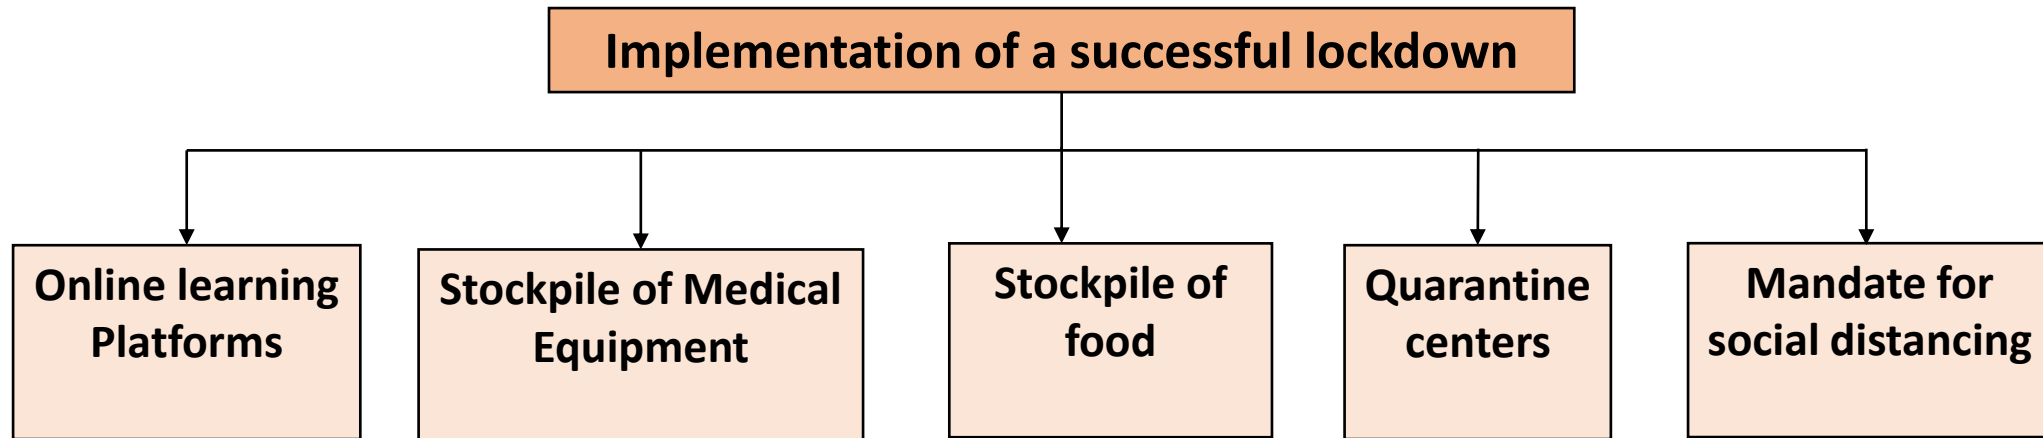 Implementation of a successful lockdown
Online learning
Platforms
Stockpile of Medical
Equipment
Stockpile of
food
Quarantine
centers
Mandate for
social distancing